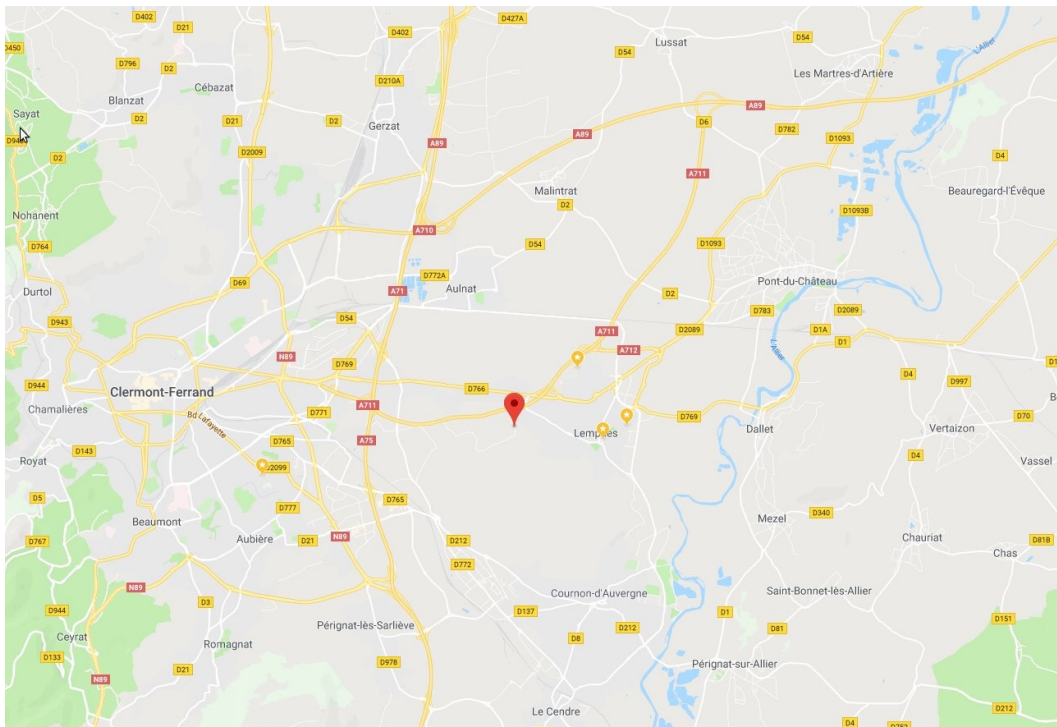 D402
D21
D427A
D450
D402
D54
Lussat
D54
D796
D2
D210A
Les Martres-d'Artière
L'Allier
Cébazat
Blanzat
Sayat
D2
D21
D2
Gerzat
A89
A89
A89
D6
D782
D1093
D2
D2009
D4
A711
Malintrat
Beauregard-l'Évêque
D2
Nohanent
D1093B
D764
A710
D54
D1093
D772A
Pont-du-Château
D69
Aulnat
Durtol
A71
D2
D783
D2089
D943
D54
A711
D2089
D1A
D1
L'Allier
N89
D769
A712
D944
Clermont-Ferrand
D766
D4
D997
Chamalières
A711
D771
Bd Lafayette
D769
D70
Dallet
Vertaizon
D143
D765
A75
D4
Royat
D2099
Vassel
D5
D765
D777
Beaumont
Mezel
D340
Aubière
D21
N89
D212
Chauriat
D767
D81B
Chas
D772
N89
Cournon-d'Auvergne
Saint-Bonnet-lès-Allier
D3
D944
D137
D1
D151
Pérignat-lès-Sarliève
D212
D81
Ceyrat
Romagnat
D8
D133
D978
Pérignat-sur-Allier
D21
N89
Le Cendre
D212
D4